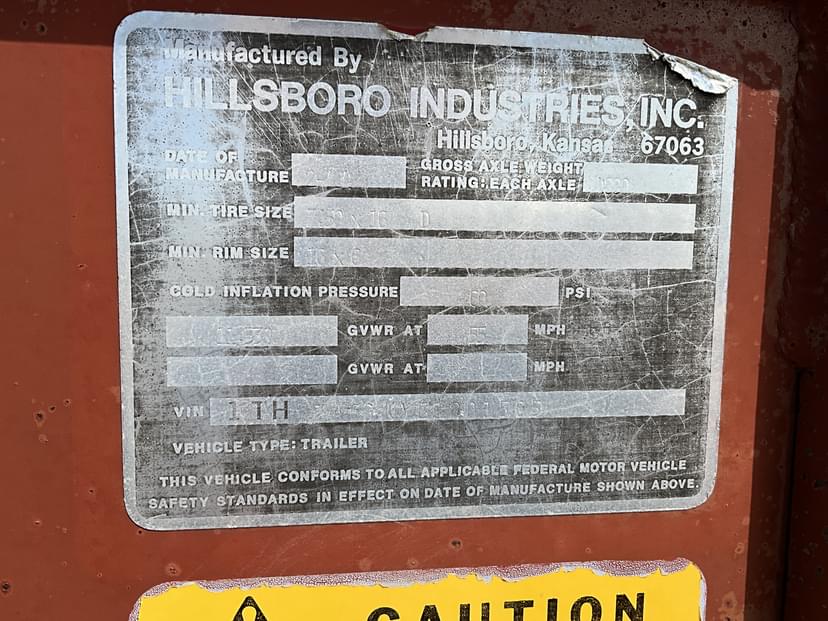 Manufactured By
HILLSBORO INDUSTRIES, INC.
Hillsboro, Kansas 67063
DATE OF
MANUFACTURE
GROSS AXLE WEIGHT
RATING: EACH AXLE
MIN. TIRE SIZE x 16 D
MIN. RIM SIZE 16 x 6
COLD INFLATION PRESSURE PSI
GVWR AT MPH
GVWR AT MPH
VIN 1TH
VEHICLE TYPE: TRAILER
THIS VEHICLE CONFORMS TO ALL APPLICABLE FEDERAL MOTOR VEHICLE
SAFETY STANDARDS IN EFFECT ON DATE OF MANUFACTURE SHOWN ABOVE.
CAUTION